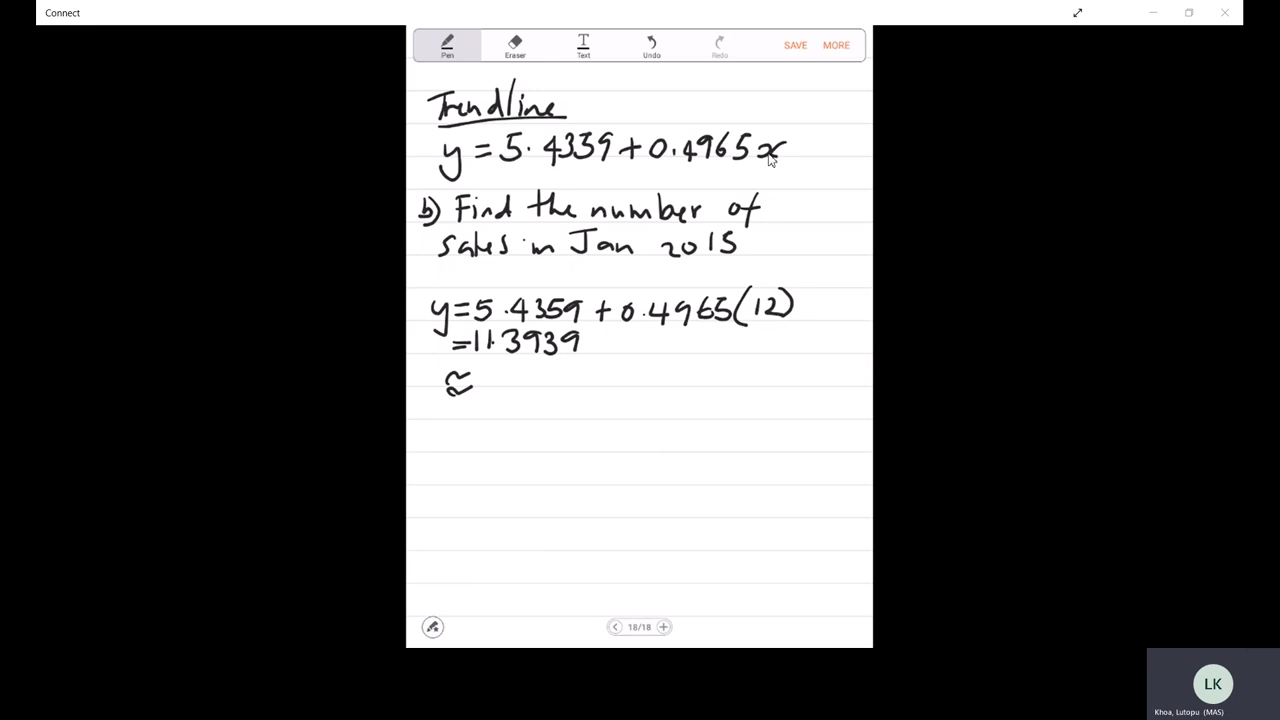 Connect
Pen
Eraser
Text
Undo
Redo
SAVE
MORE
Trendline
y = 5.4359 + 0.4965x
b) Find the number of
sales in Jan 2015
y = 5.4359 + 0.4965(12)
= 11.3939
≅
18/18
LK
Khoa, Lutopu (MAS)